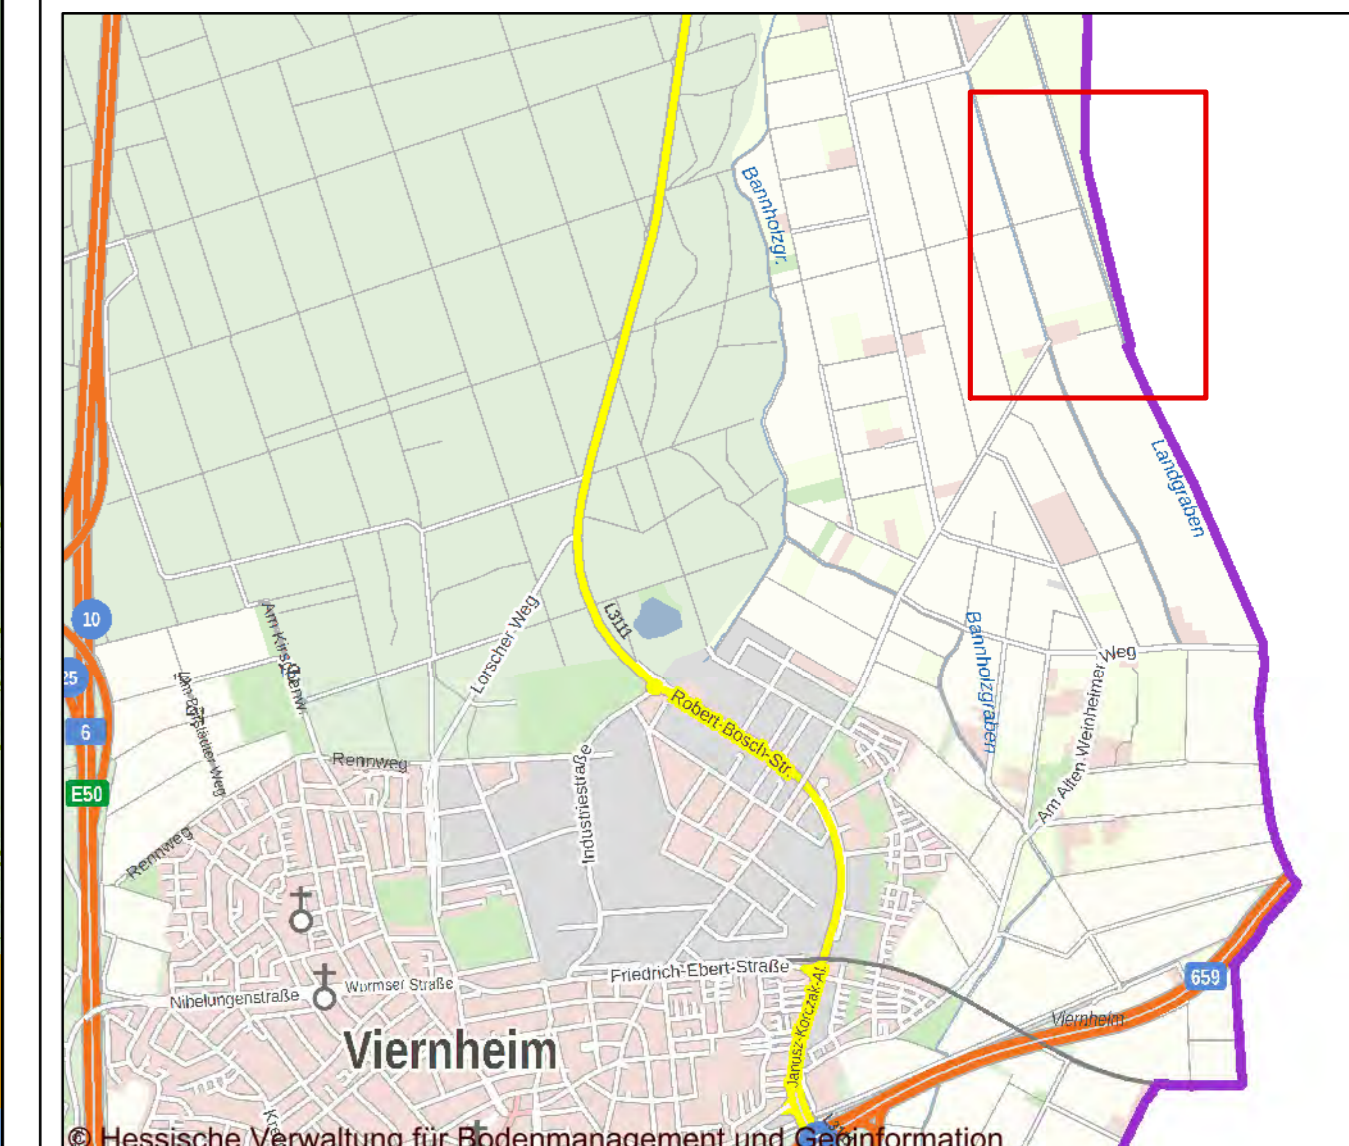 Bannholzgr.
Landgraben
L3111
Lorscher Weg
10
Am Kirschenw.
25
Weg
Bannholzgraben
Robert-Bosch-Str.
6
Rennweg
Industriestraße
Am Alten Weinheimer
E50
Rennweg
Friedrich-Ebert-Straße
659
Nibelungenstraße
Wormser Straße
Viernheim
Viernheim
Janusz-Korczak-Al.
© Hessische Verwaltung für Bodenmanagement und Geoinformation